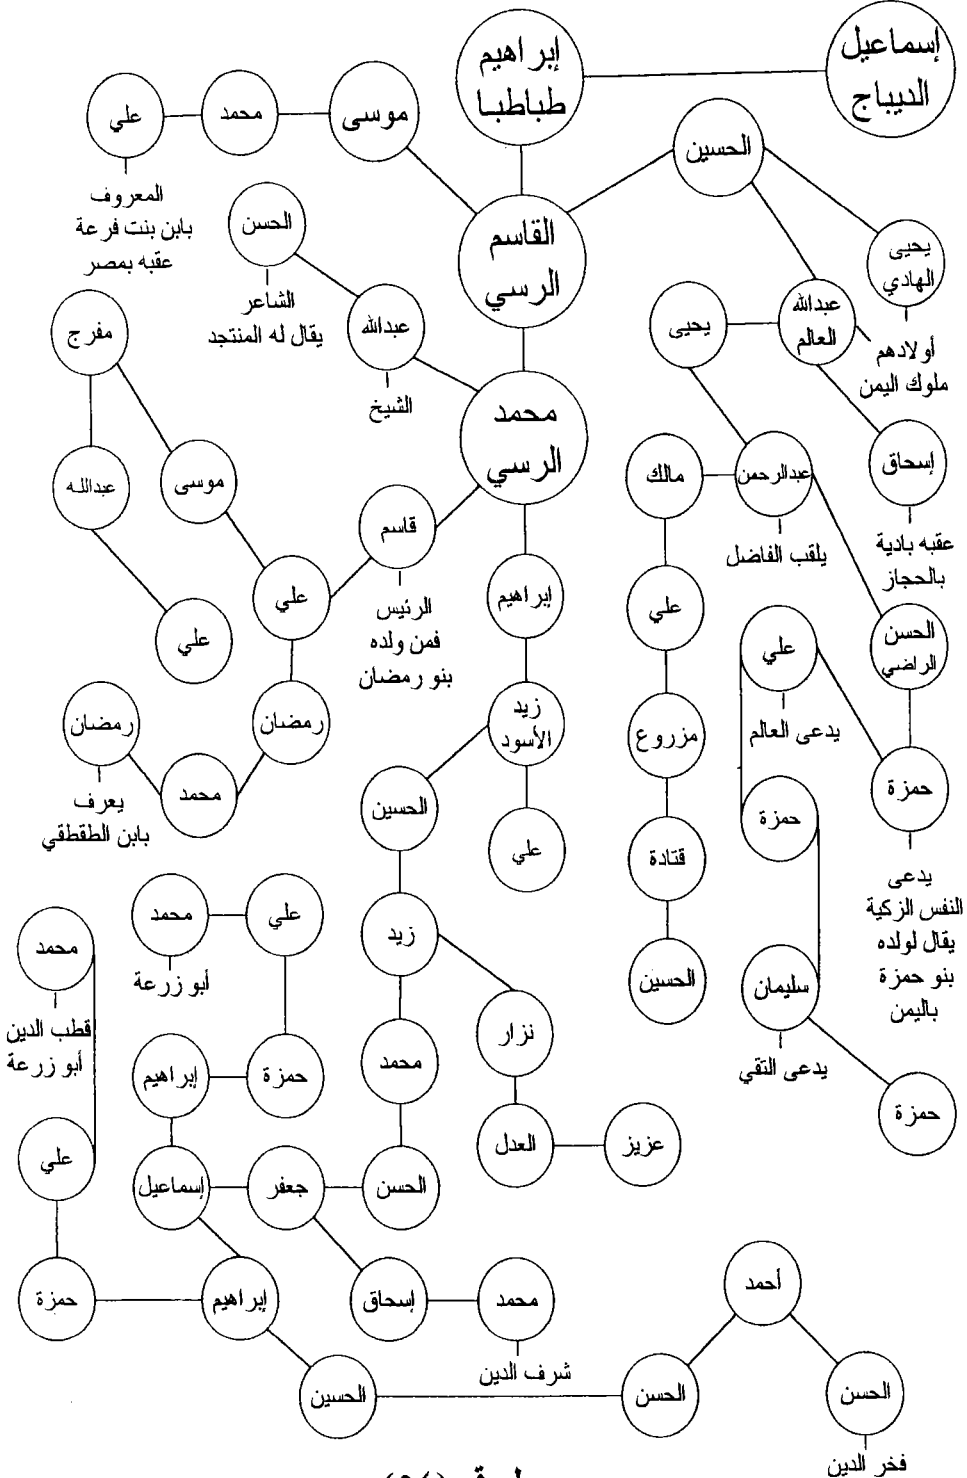 إسماعيل
الديباج
إبراهيم
طباطبا
موسى
محمد
علي
المعروف
بابن بنت فرعة
عقبه بمصر
الحسين
القاسم
الرسي
الحسن
الشاعر
يقال له المنتجد
عبدالله
الشيخ
يحيى
الهادي
أولادهم
ملوك اليمن
عبدالله
العالم
يحيى
مفرج
محمد
الرسي
إسحاق
عقبه بادية
بالحجاز
عبدالرحمن
يلقب الفاضل
مالك
موسى
عبدالله
قاسم
الرئيس
فمن ولده
بنو رمضان
إبراهيم
علي
علي
علي
الحسن
الراضي
علي
يدعى العالم
زيد
الأسود
رمضان
محمد
رمضان
يعرف
بابن الطقطقي
مزروع
حمزة
يدعى
النفس الزكية
يقال لولده
بنو حمزة
باليمن
حمزة
الحسين
علي
قتادة
الحسين
سليمان
يدعى التقي
حمزة
زيد
علي
محمد
أبو زرعة
محمد
قطب الدين
أبو زرعة
نزار
محمد
حمزة
إبراهيم
عزيز
العدل
علي
الحسن
جعفر
إسماعيل
أحمد
محمد
شرف الدين
إسحاق
إبراهيم
حمزة
الحسن
فخر الدين
الحسن
الحسين